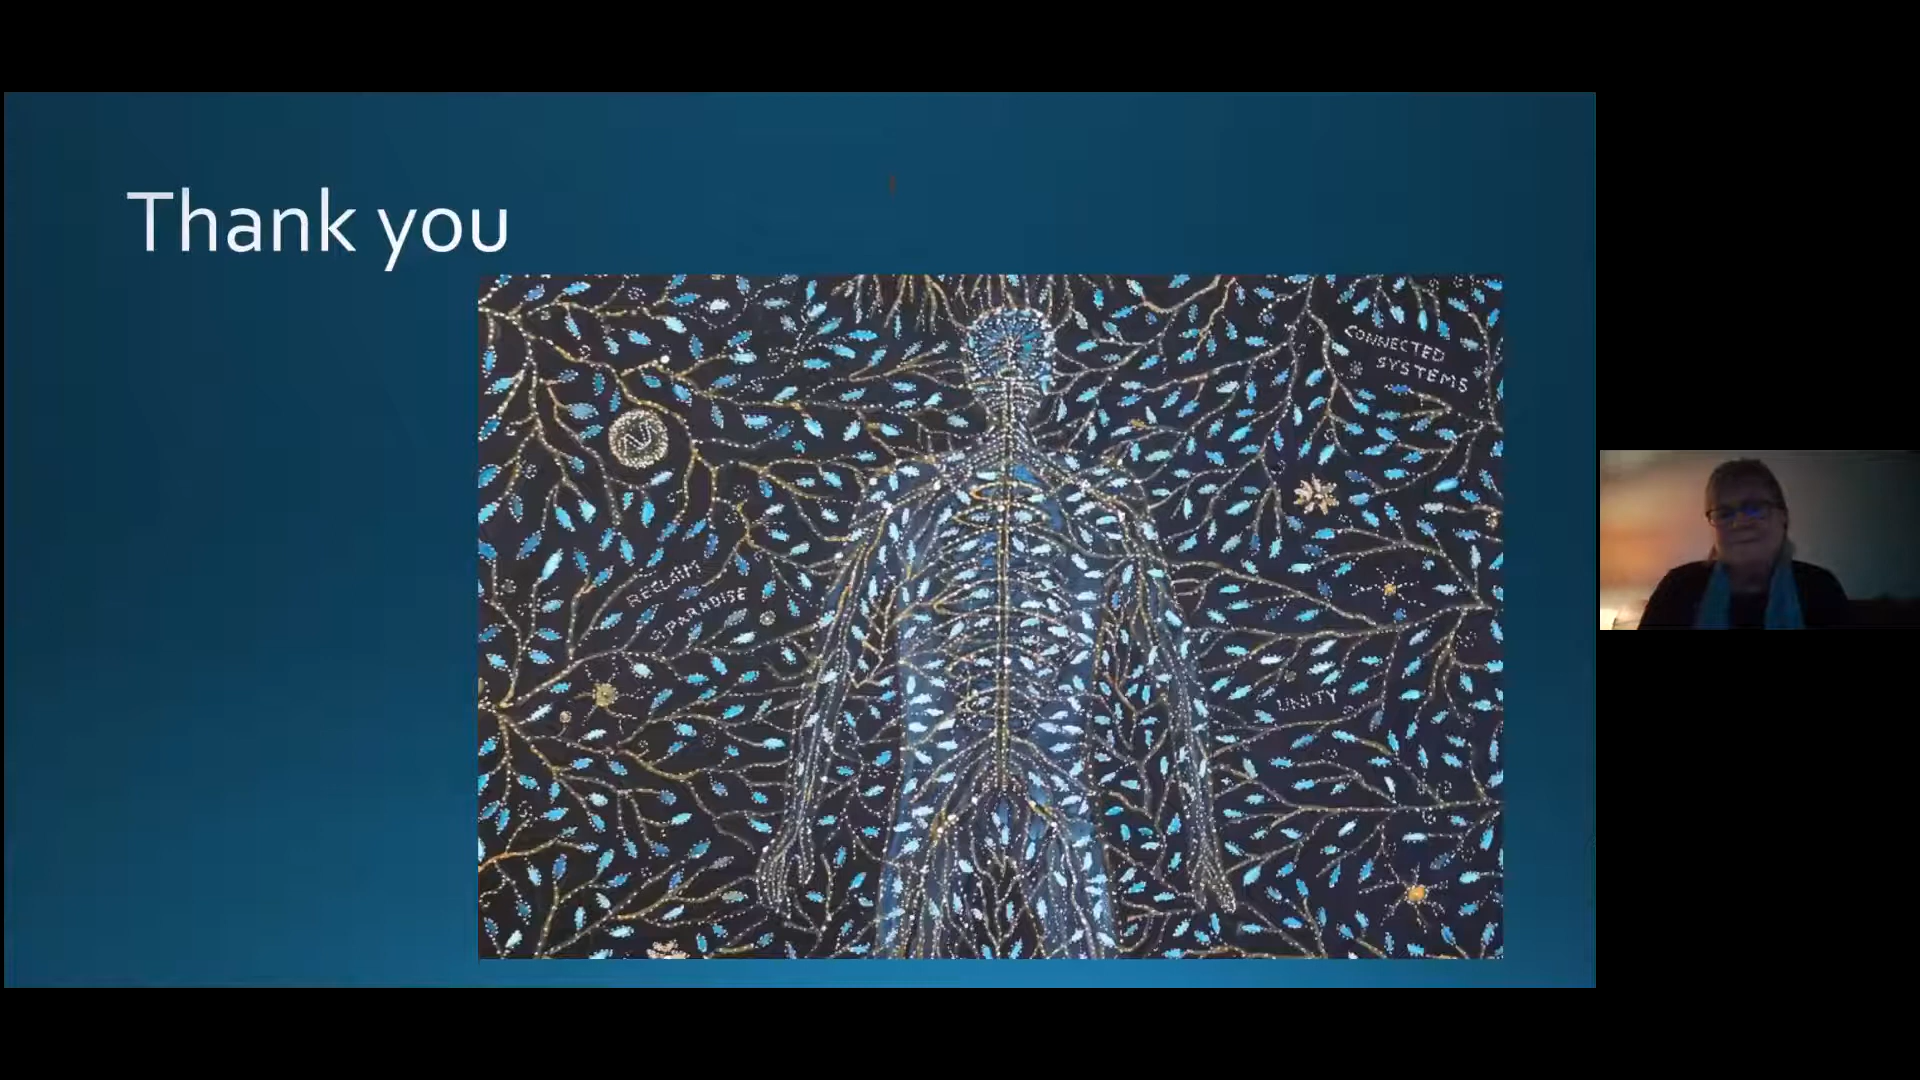 Thank you
CONNECTED
SYSTEMS
RECLAIM
PARADISE
UNITY